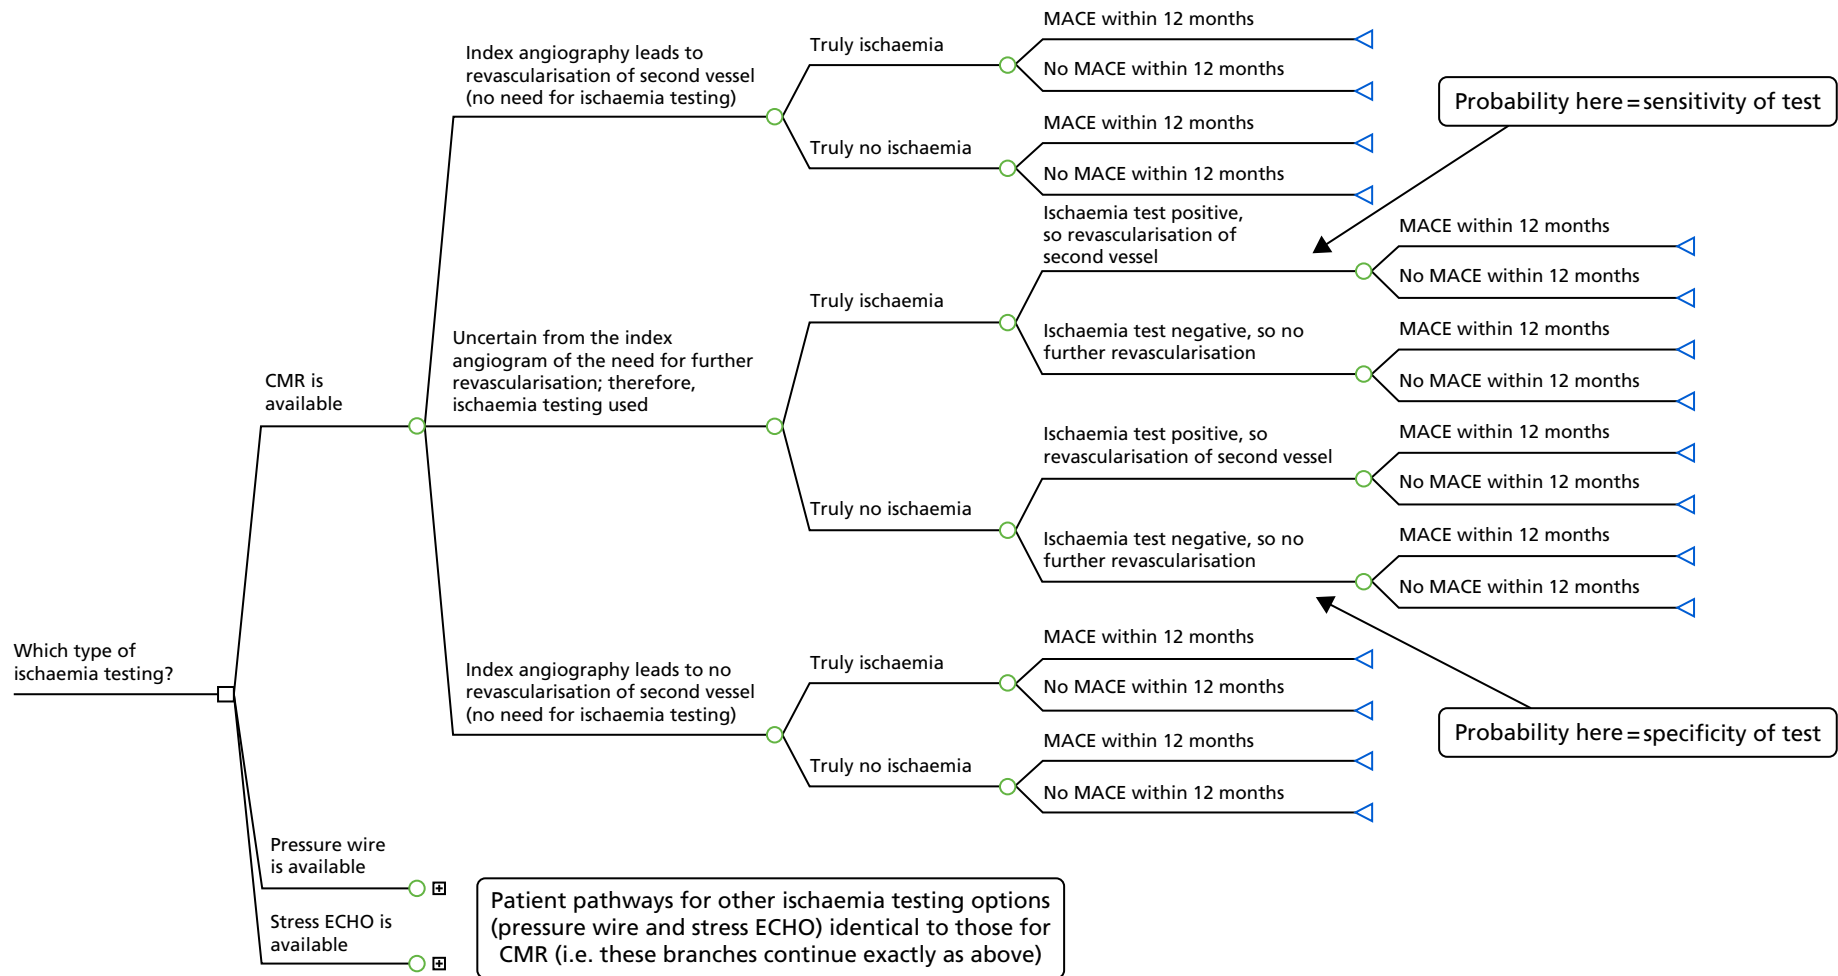 Which type of
ischaemia testing?
CMR is
available
Index angiography leads to
revascularisation of second vessel
(no need for ischaemia testing)
Truly ischaemia
MACE within 12 months
No MACE within 12 months
Truly no ischaemia
MACE within 12 months
No MACE within 12 months
Uncertain from the index
angiogram of the need for further
revascularisation; therefore,
ischaemia testing used
Truly ischaemia
Ischaemia test positive,
so revascularisation of
second vessel
Probability here=sensitivity of test
MACE within 12 months
No MACE within 12 months
Ischaemia test negative, so no
further revascularisation
MACE within 12 months
No MACE within 12 months
Truly no ischaemia
Ischaemia test positive, so
revascularisation of second vessel
MACE within 12 months
No MACE within 12 months
Ischaemia test negative, so no
further revascularisation
MACE within 12 months
No MACE within 12 months
Probability here=specificity of test
Index angiography leads to no
revascularisation of second vessel
(no need for ischaemia testing)
Truly ischaemia
MACE within 12 months
No MACE within 12 months
Truly no ischaemia
MACE within 12 months
No MACE within 12 months
Pressure wire
is available
Stress ECHO is
available
Patient pathways for other ischaemia testing options
(pressure wire and stress ECHO) identical to those for
CMR (i.e. these branches continue exactly as above)